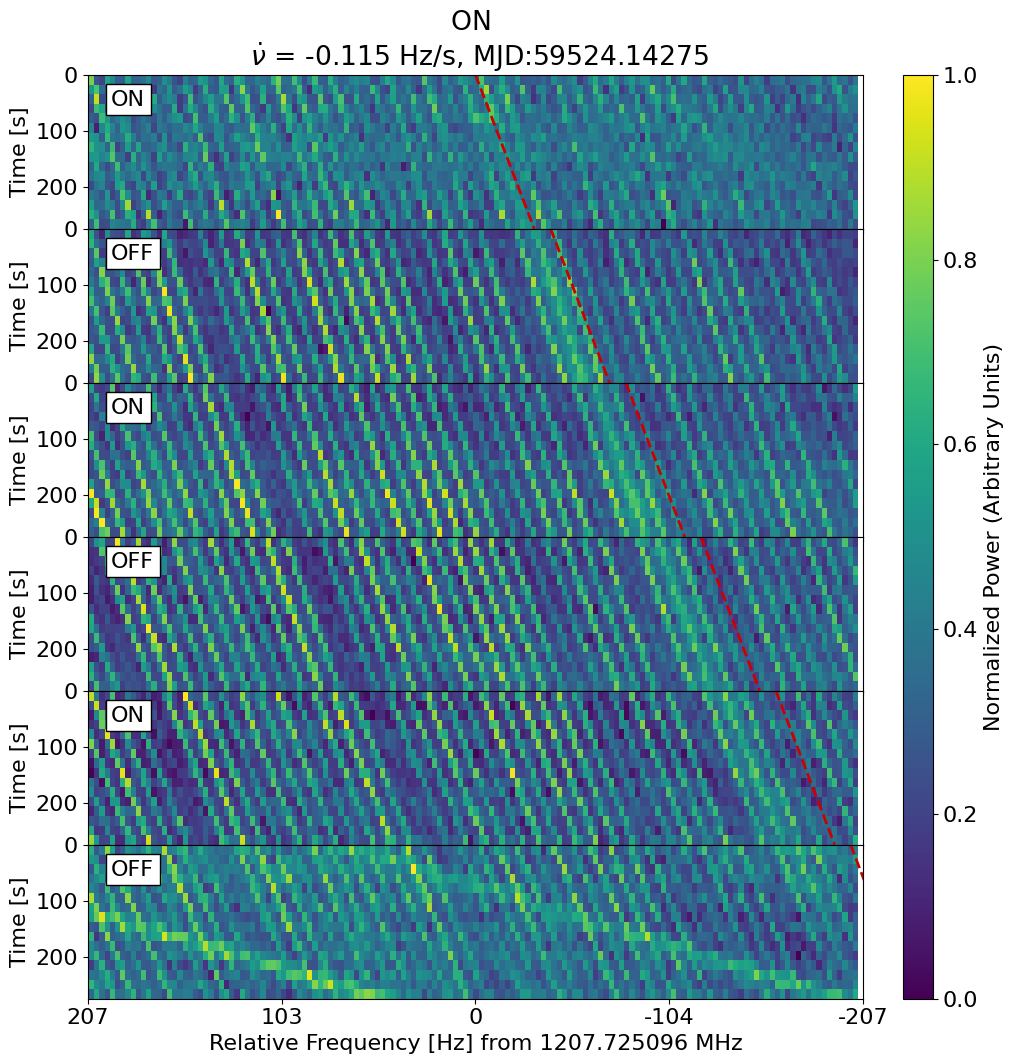 ON
ν̇ = -0.115 Hz/s, MJD:59524.14275
ON
OFF
ON
OFF
ON
OFF
0
100
200
0
100
200
0
100
200
0
100
200
0
100
200
0
100
200
Time [s]
Time [s]
Time [s]
Time [s]
Time [s]
Time [s]
207
103
0
-104
-207
Relative Frequency [Hz] from 1207.725096 MHz
1.0
0.8
0.6
0.4
0.2
0.0
Normalized Power (Arbitrary Units)